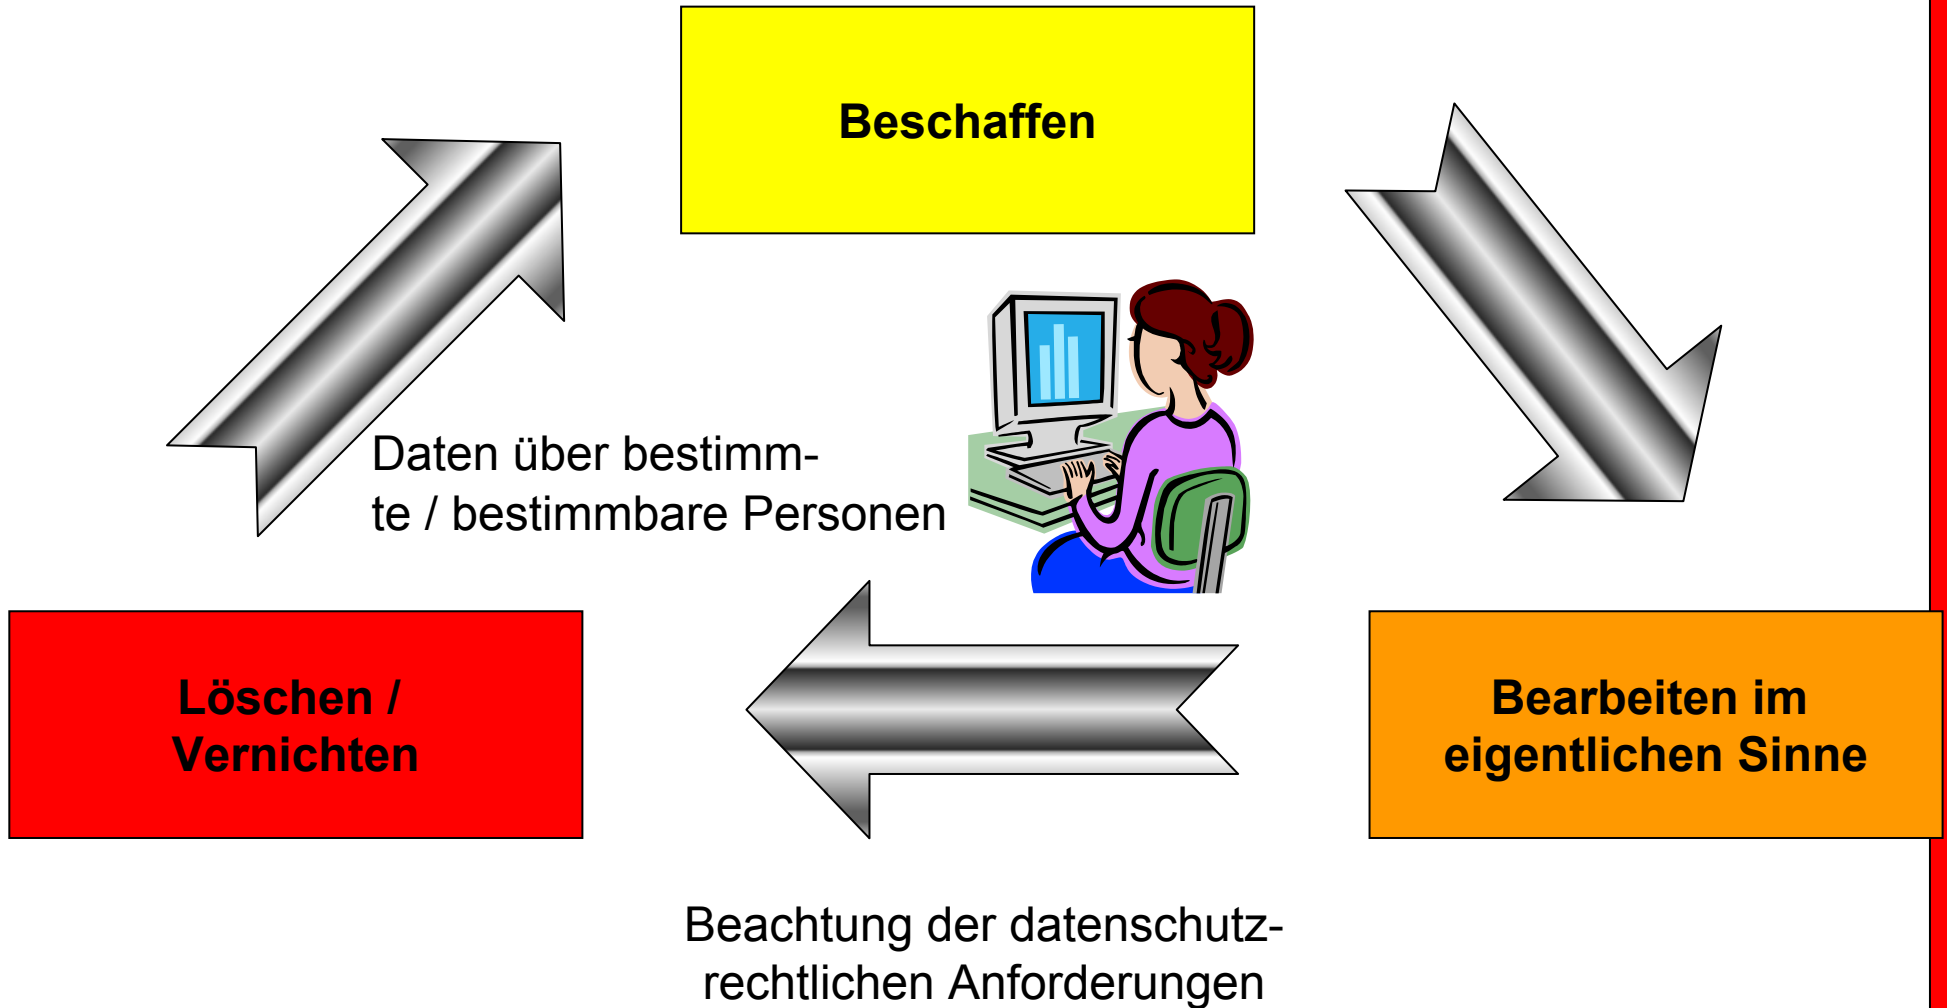 Beschaffen
Daten über bestimm-
te / bestimmbare Personen
Löschen /
Vernichten
Bearbeiten im
eigentlichen Sinne
Beachtung der datenschutz-
rechtlichen Anforderungen